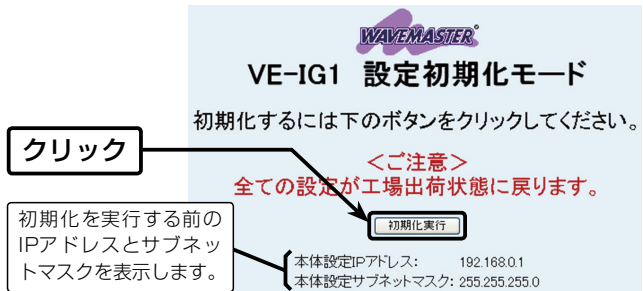 WAVEMASTER®
VE-IG1 設定初期化モード
初期化するには下のボタンをクリックしてください。
クリック
＜ご注意＞
全ての設定が工場出荷状態に戻ります。
初期化実行
初期化を実行する前の
IPアドレスとサブネッ
トマスクを表示します。
本体設定IPアドレス: 192.168.0.1
本体設定サブネットマスク: 255.255.255.0